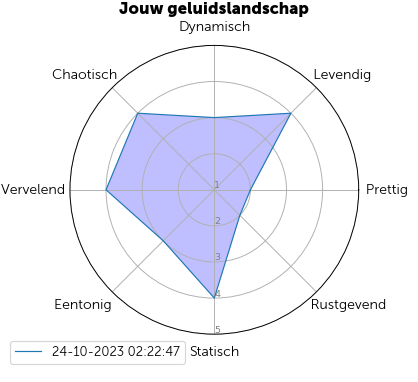 Jouw geluidslandschap
Dynamisch
Chaotisch
Levendig
Vervelend
1
Prettig
2
3
4
Eentonig
Rustgevend
5
24-10-2023 02:22:47
Statisch